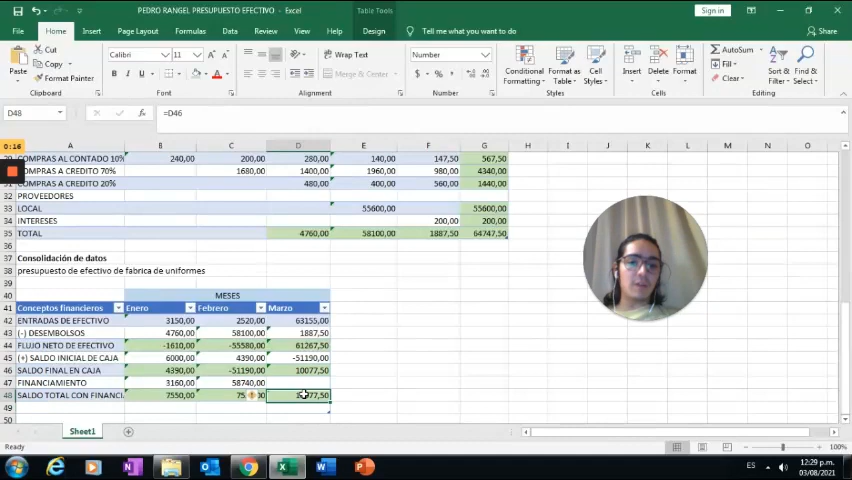 PEDRO RANGEL PRESUPUESTO EFECTIVO - Excel
Table Tools
Sign in
File Home Insert Page Layout Formulas Data Review View Help Design Tell me what you want to do Share
Paste
Cut
Copy
Format Painter
Clipboard
Calibri 11
B I U
Font
Wrap Text
Merge & Center
Alignment
Number
$ % ,
Number
Conditional Formatting
Format as Table
Cell Styles
Styles
Insert Delete Format
Cells
AutoSum
Fill
Clear
Sort & Filter
Find & Select
Editing
D48 fx =D46
0:16
A B C D E F G H I J K L M N O
COMPRAS AL CONTADO 10% 240,00 200,00 280,00 140,00 147,50 567,50
COMPRAS A CREDITO 70% 1680,00 1400,00 1960,00 980,00 4340,00
COMPRAS A CREDITO 20% 480,00 400,00 560,00 1440,00
32 PROVEEDORES
33 LOCAL 55600,00 55600,00
34 INTERESES 200,00 200,00
35 TOTAL 4760,00 58100,00 1887,50 64747,50
36
37 Consolidación de datos
38 presupuesto de efectivo de fabrica de uniformes
39
40 MESES
41 Conceptos financieros Enero Febrero Marzo
42 ENTRADAS DE EFECTIVO 3150,00 2520,00 63155,00
43 (-) DESEMBOLSOS 4760,00 58100,00 1887,50
44 FLUJO NETO DE EFECTIVO -1610,00 -55580,00 61267,50
45 (+) SALDO INICIAL DE CAJA 6000,00 4390,00 -51190,00
46 SALDO FINAL EN CAJA 4390,00 -51190,00 10077,50
47 FINANCIAMIENTO 3160,00 58740,00
48 SALDO TOTAL CON FINANCI 7550,00
49
50
Sheet1
Ready
100%
ES
12:29 p.m.
03/08/2021